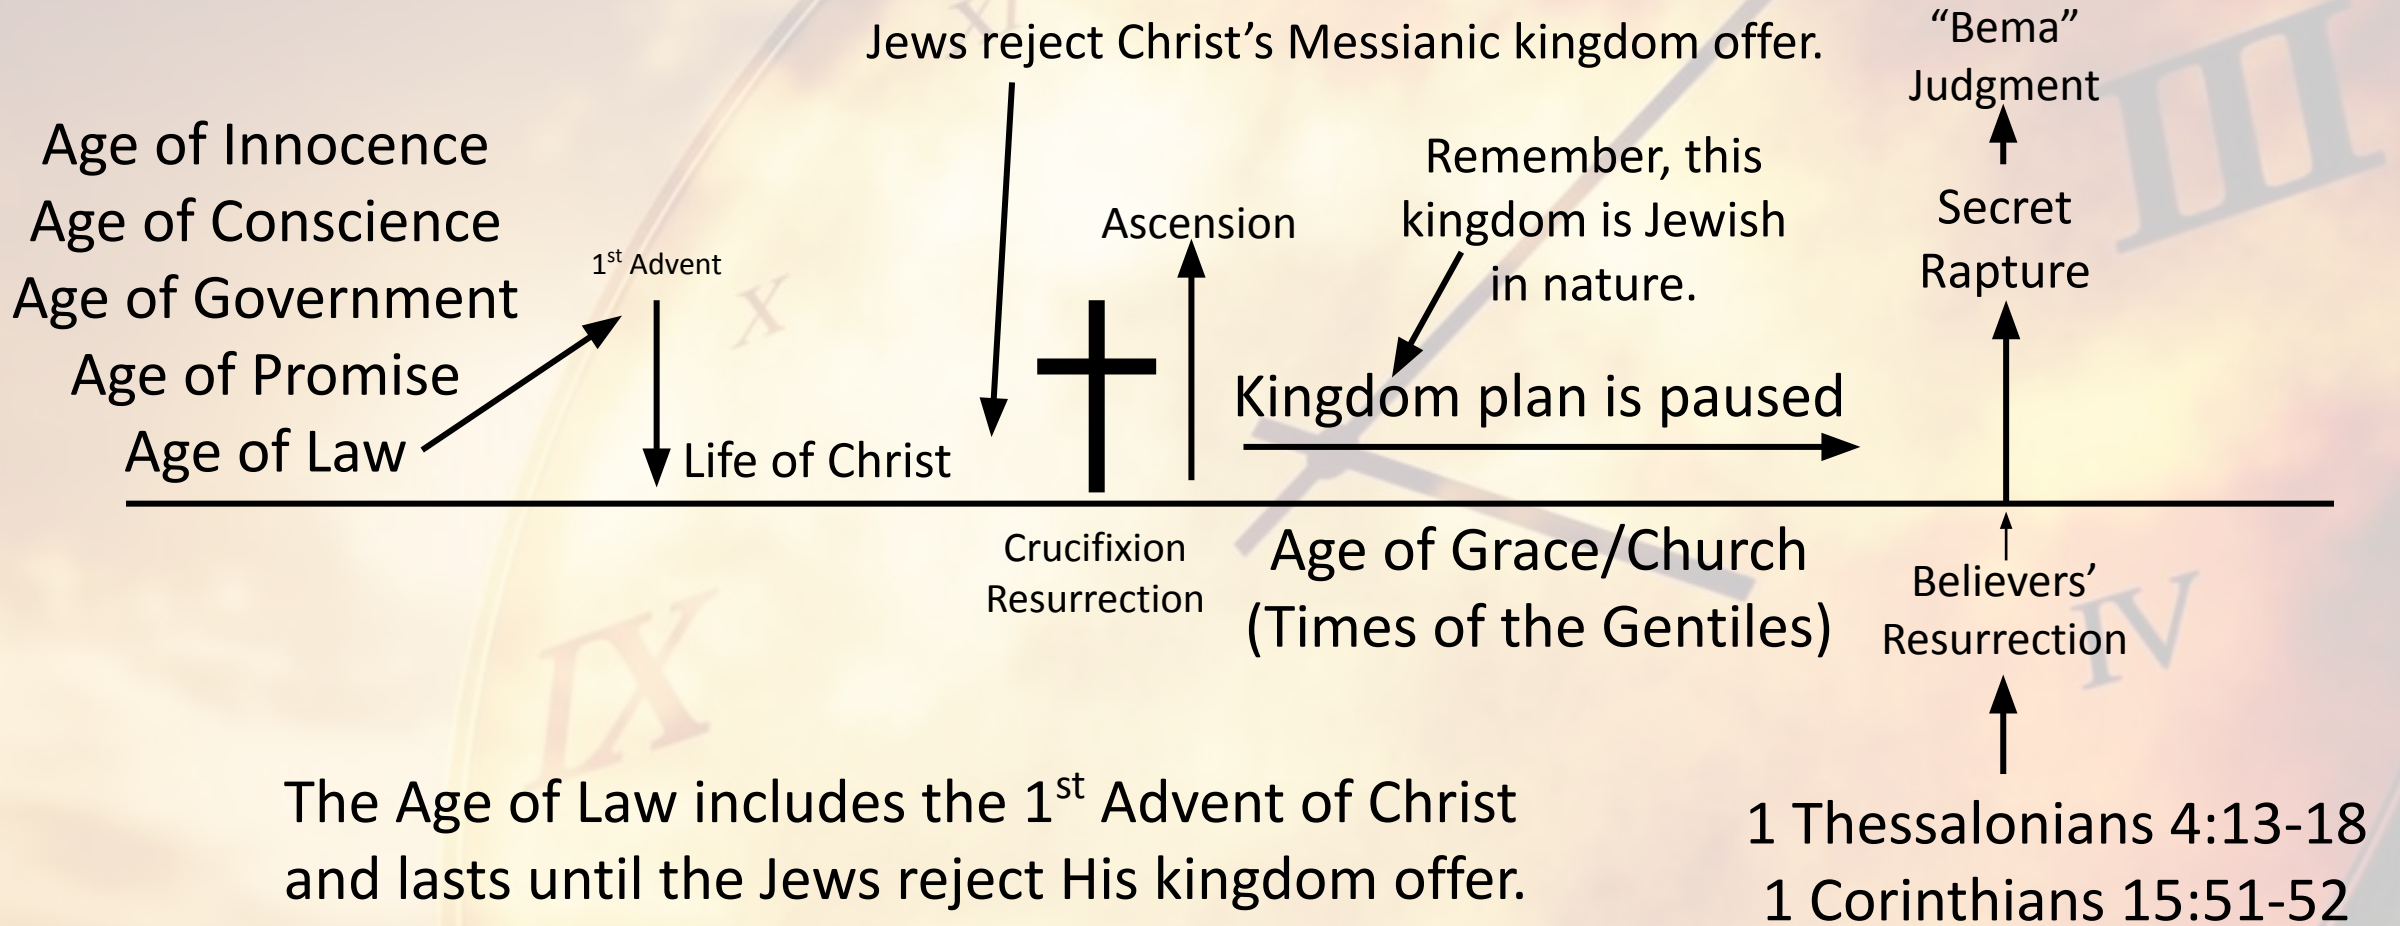 Jews reject Christ’s Messianic kingdom offer.
“Bema”
Judgment
Age of Innocence
Age of Conscience
Age of Government
Age of Promise
Age of Law
1st Advent
Life of Christ
Ascension
Remember, this
kingdom is Jewish
in nature.
Kingdom plan is paused
Secret
Rapture
Crucifixion
Resurrection
Age of Grace/Church
(Times of the Gentiles)
Believers’
Resurrection
The Age of Law includes the 1st Advent of Christ
and lasts until the Jews reject His kingdom offer.
1 Thessalonians 4:13-18
1 Corinthians 15:51-52
III
X
IX
IV